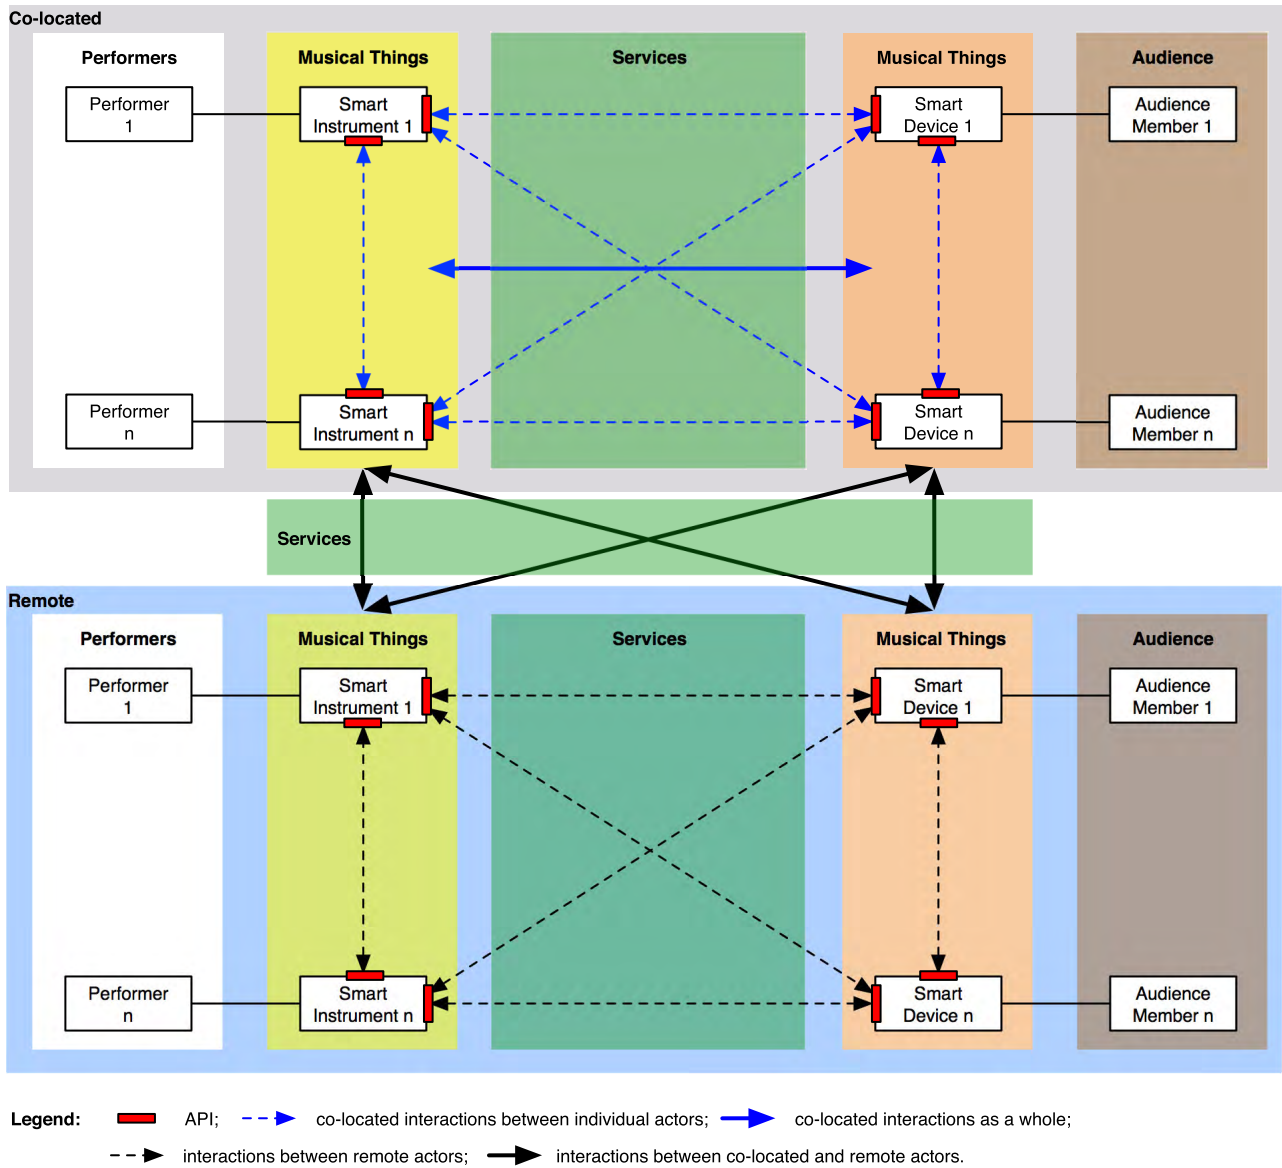 Co-located
Performers
Musical Things
Services
Musical Things
Audience
Performer
1
Smart
Instrument 1
Smart
Device 1
Audience
Member 1
Performer
n
Smart
Instrument n
Smart
Device n
Audience
Member n
Services
Remote
Performers
Musical Things
Services
Musical Things
Audience
Performer
1
Smart
Instrument 1
Smart
Device 1
Audience
Member 1
Performer
n
Smart
Instrument n
Smart
Device n
Audience
Member n
Legend: API; co-located interactions between individual actors; co-located interactions as a whole;
interactions between remote actors; interactions between co-located and remote actors.